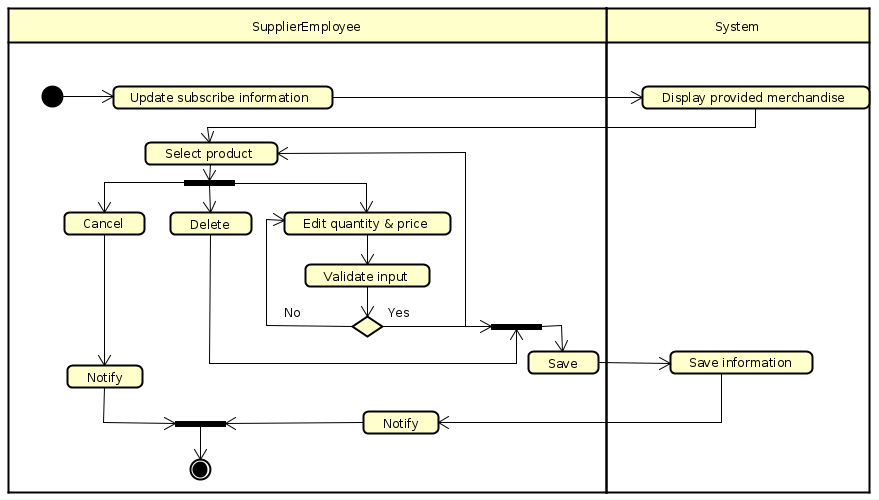 SupplierEmployee
System
Update subscribe information
Display provided merchandise
Select product
Cancel
Delete
Edit quantity & price
Validate input
No
Yes
Save
Save information
Notify
Notify